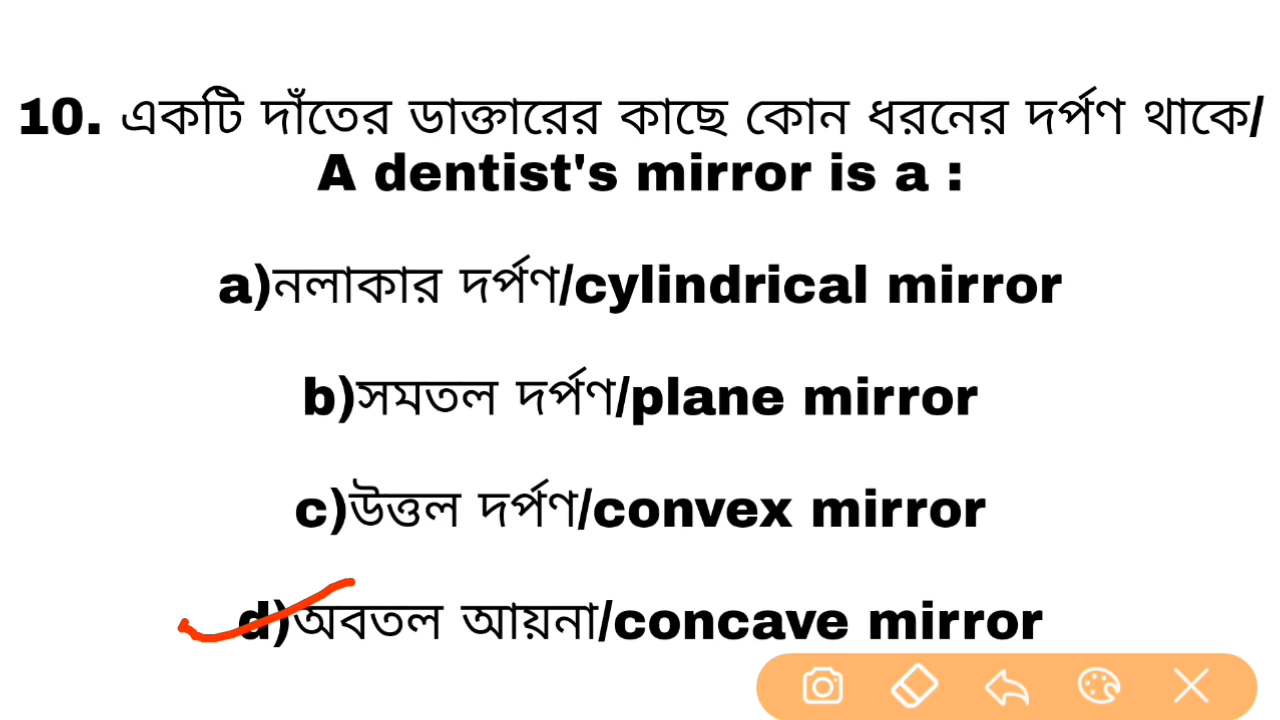 10. একটি দাঁতের ডাক্তারের কাছে কোন ধরনের দর্পণ থাকে/
A dentist's mirror is a :
a)নলাকার দর্পণ/cylindrical mirror
b)সমতল দর্পণ/plane mirror
c)উত্তল দর্পণ/convex mirror
d)অবতল আয়না/concave mirror